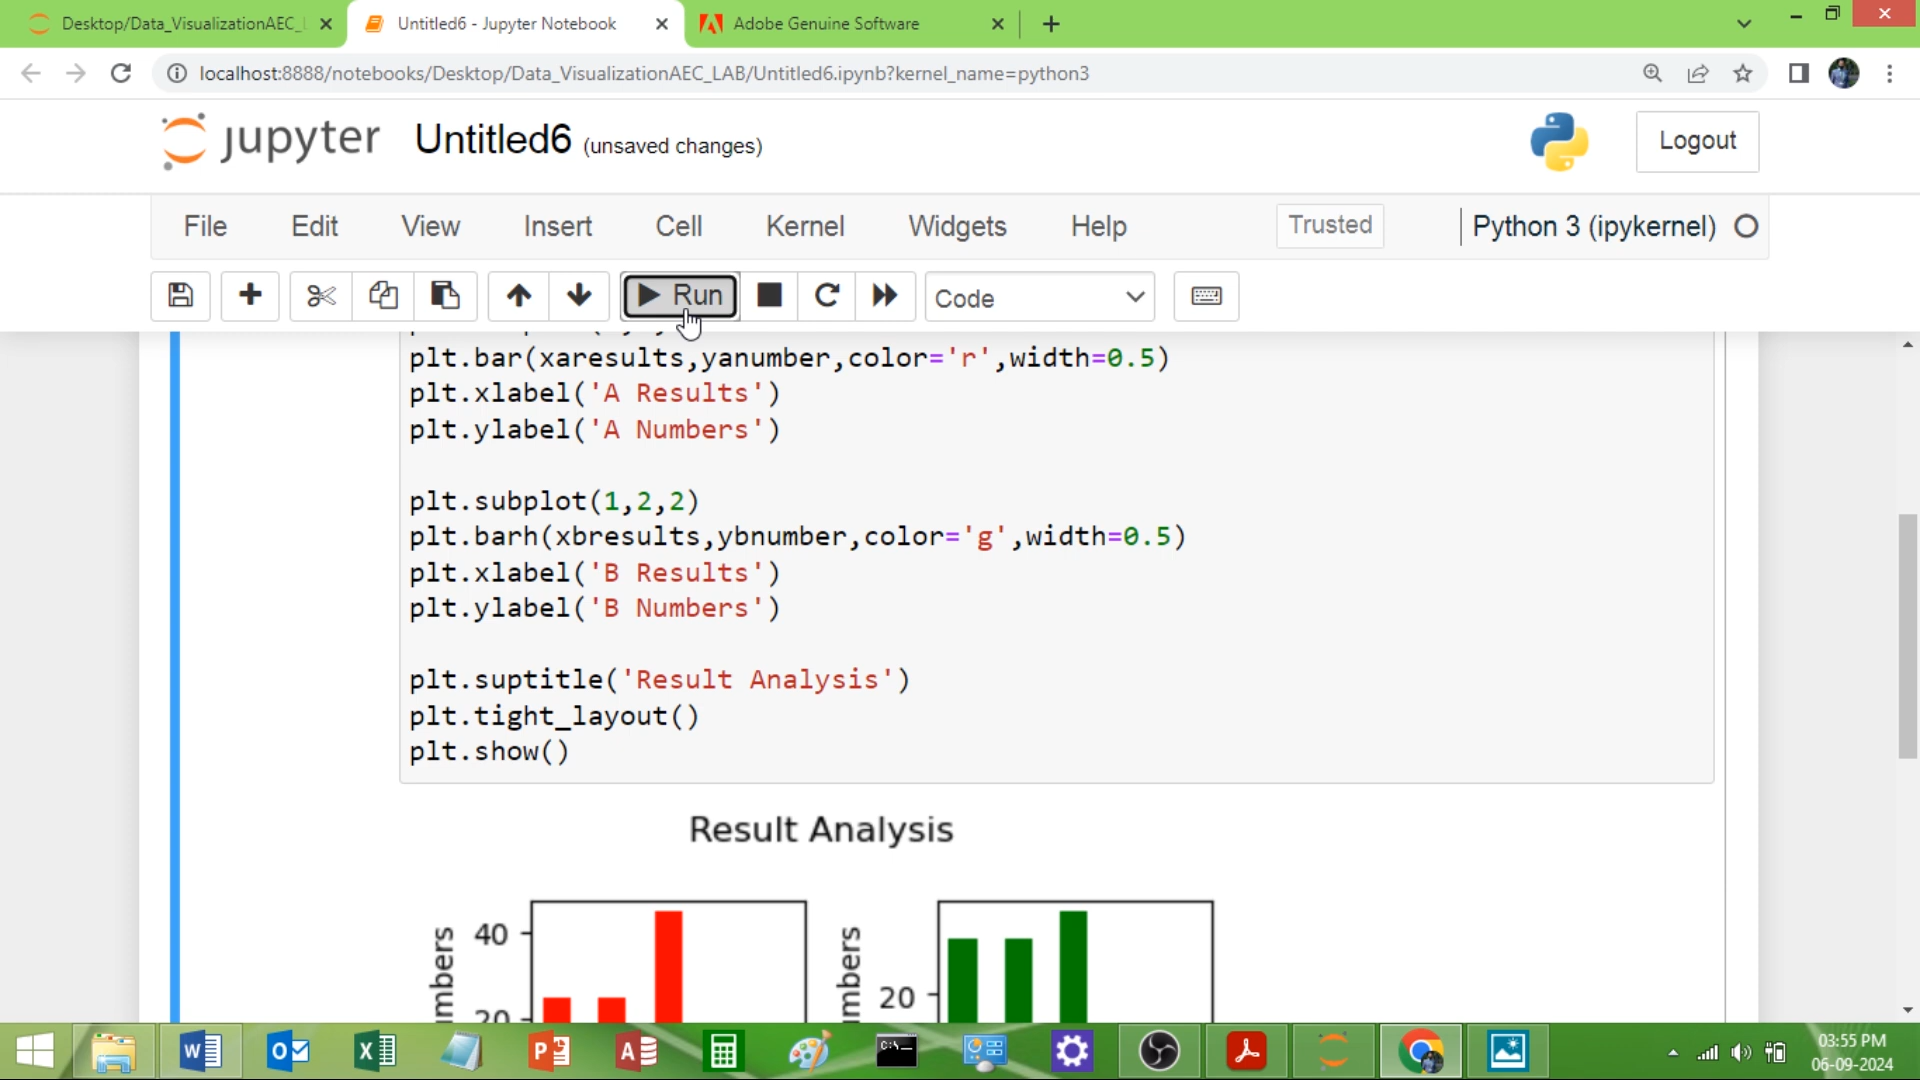 Desktop/Data_VisualizationAEC_
Untitled6 - Jupyter Notebook
Adobe Genuine Software
localhost:8888/notebooks/Desktop/Data_VisualizationAEC_LAB/Untitled6.ipynb?kernel_name=python3
jupyter Untitled6 (unsaved changes)
Logout
File Edit View Insert Cell Kernel Widgets Help Trusted Python 3 (ipykernel)
Run Code
plt.bar(xaresults,yanumber,color='r',width=0.5)
plt.xlabel('A Results')
plt.ylabel('A Numbers')
plt.subplot(1,2,2)
plt.barh(xbresults,ybnumber,color='g',width=0.5)
plt.xlabel('B Results')
plt.ylabel('B Numbers')
plt.suptitle('Result Analysis')
plt.tight_layout()
plt.show()
Result Analysis
40
20
20
03:55 PM
06-09-2024